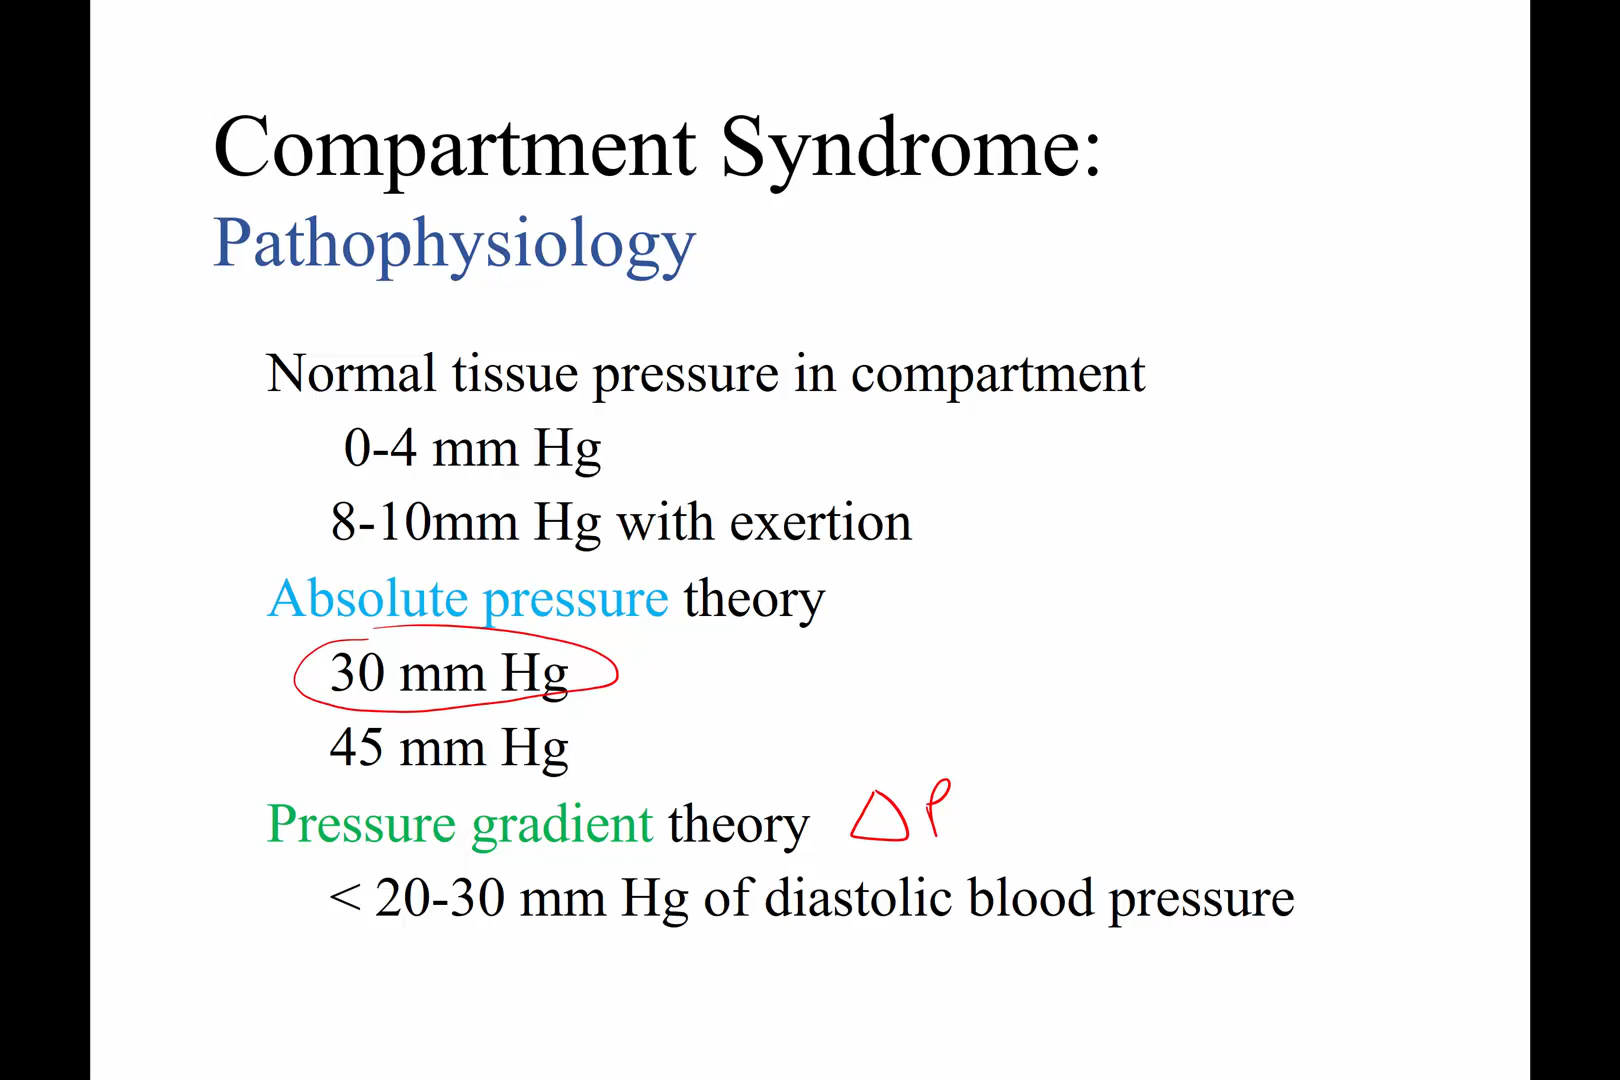 Compartment Syndrome:
Pathophysiology
Normal tissue pressure in compartment
0-4 mm Hg
8-10mm Hg with exertion
Absolute pressure theory
30 mm Hg
45 mm Hg
Pressure gradient theory ΔP
< 20-30 mm Hg of diastolic blood pressure